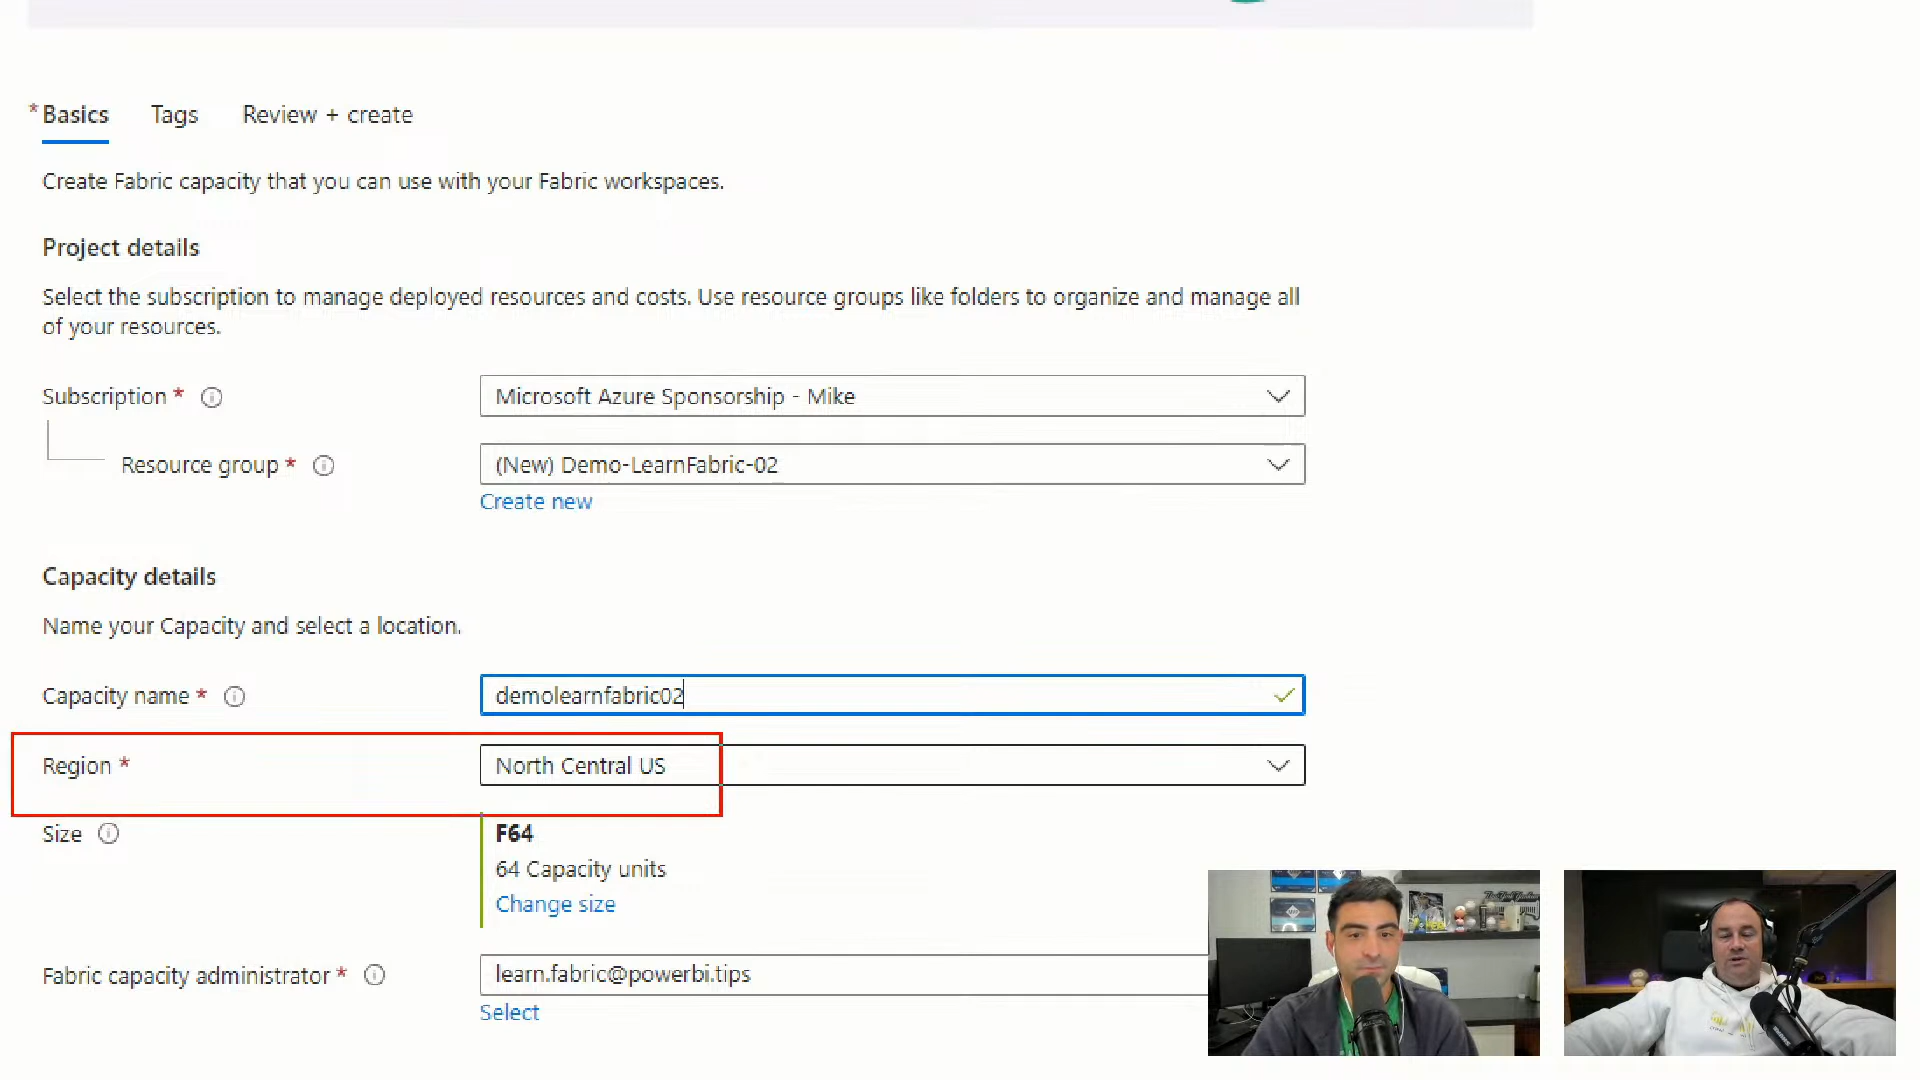 * Basics Tags Review + create
Create Fabric capacity that you can use with your Fabric workspaces.
Project details
Select the subscription to manage deployed resources and costs. Use resource groups like folders to organize and manage all
of your resources.
Subscription * Microsoft Azure Sponsorship - Mike
Resource group * (New) Demo-LearnFabric-02
Create new
Capacity details
Name your Capacity and select a location.
Capacity name * demolearnfabric02
Region * North Central US
Size F64
64 Capacity units
Change size
Fabric capacity administrator * learn.fabric@powerbi.tips
Select